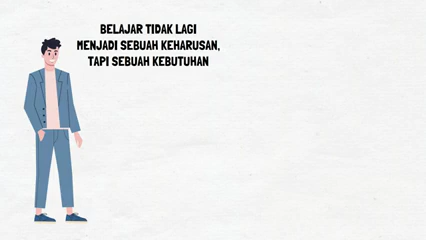 BELAJAR TIDAK LAGI
MENJADI SEBUAH KEHARUSAN,
TAPI SEBUAH KEBUTUHAN